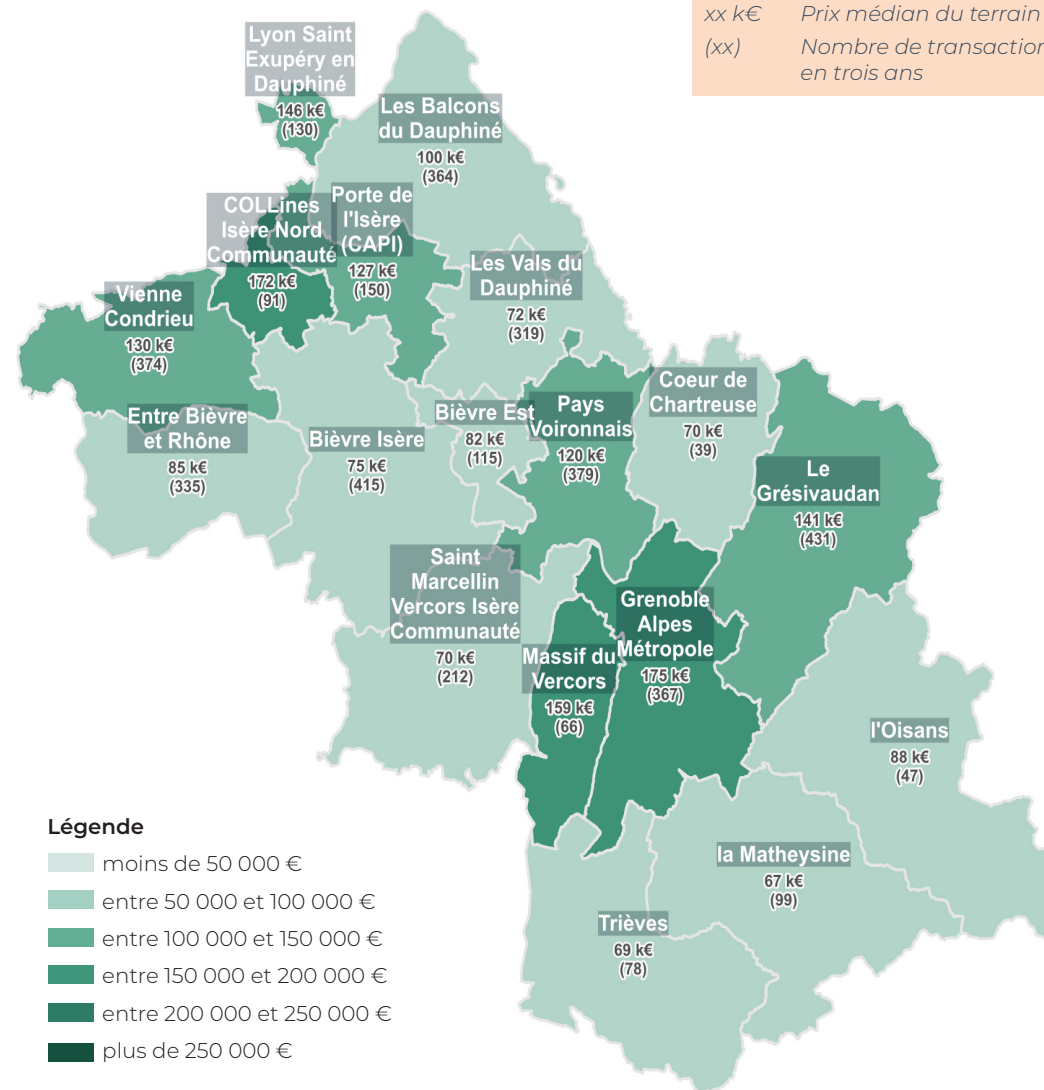 xx k€ Prix médian du terrain
(xx) Nombre de transaction
en trois ans
Lyon Saint
Exupéry en
Dauphiné
146 k€
(130)
Les Balcons
du Dauphiné
100 k€
(364)
COLLines
Isère Nord
Communauté
172 k€
(91)
Porte de
l'Isère
(CAPI)
127 k€
(150)
Les Vals du
Dauphiné
72 k€
(319)
Vienne
Condrieu
130 k€
(374)
Entre Bièvre
et Rhône
85 k€
(335)
Bièvre Isère
75 k€
(415)
Bièvre Est
82 k€
(115)
Pays
Voironnais
120 k€
(379)
Coeur de
Chartreuse
70 k€
(39)
Le
Grésivaudan
141 k€
(431)
Saint
Marcellin
Vercors Isère
Communauté
70 k€
(212)
Massif du
Vercors
159 k€
(66)
Grenoble
Alpes
Métropole
175 k€
(367)
l'Oisans
88 k€
(47)
la Matheysine
67 k€
(99)
Trièves
69 k€
(78)
Légende
moins de 50 000 €
entre 50 000 et 100 000 €
entre 100 000 et 150 000 €
entre 150 000 et 200 000 €
entre 200 000 et 250 000 €
plus de 250 000 €